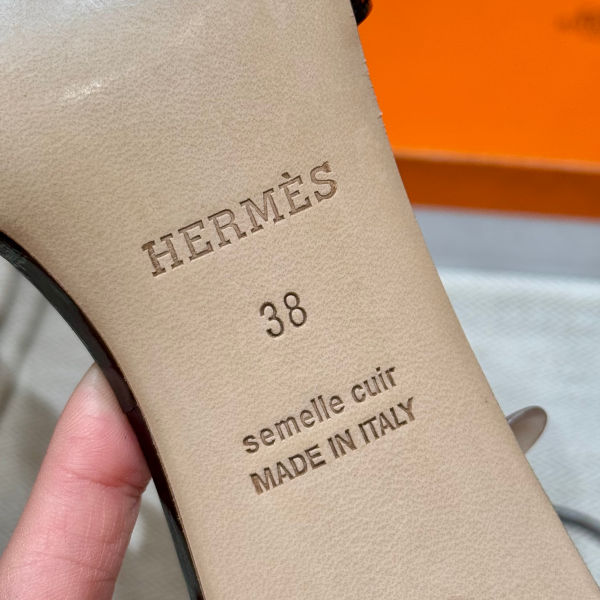 HERMÈS
38
semelle cuir
MADE IN ITALY